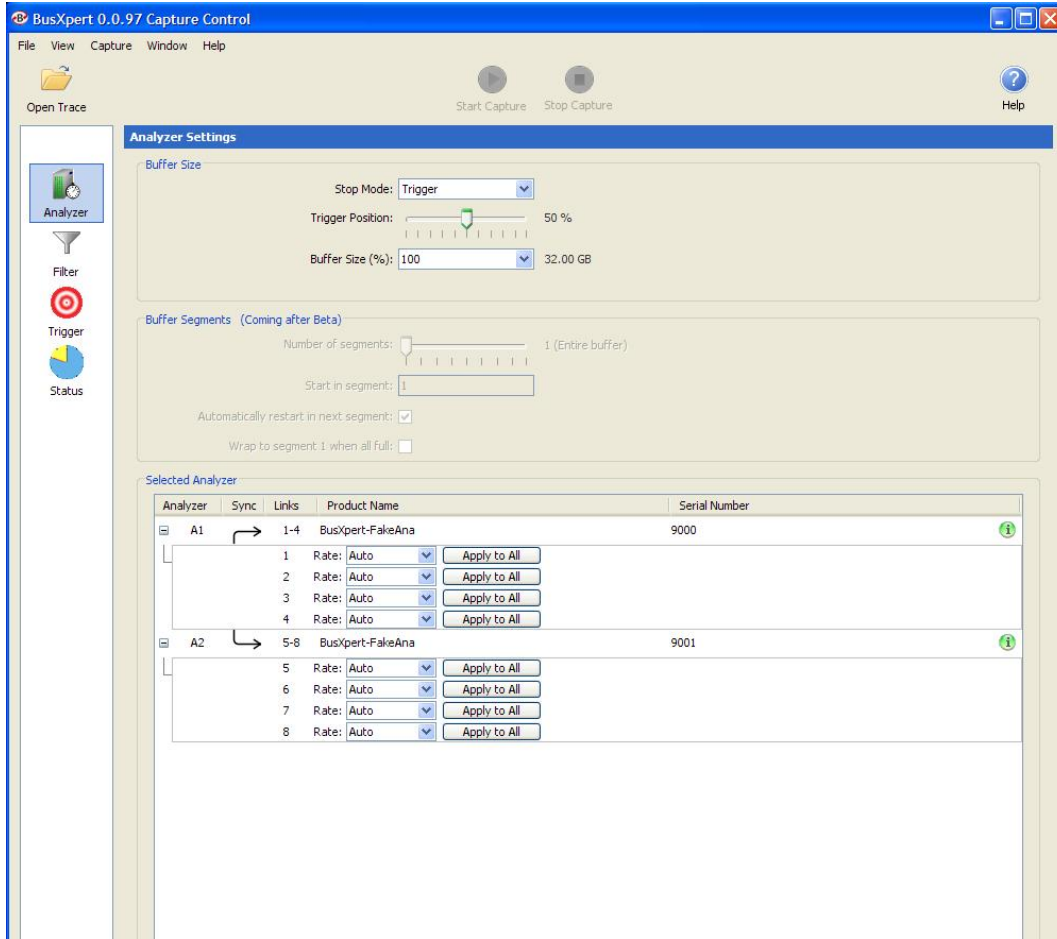 BusXpert 0.0.97 Capture Control
File View Capture Window Help
Open Trace
Start Capture
Stop Capture
Help
Analyzer
Filter
Trigger
Status
Analyzer Settings
Buffer Size
Stop Mode: Trigger
Trigger Position: 50 %
Buffer Size (%): 100 32.00 GB
Buffer Segments (Coming after Beta)
Number of segments: 1 (Entire buffer)
Start in segment: 1
Automatically restart in next segment:
Wrap to segment 1 when all full:
Selected Analyzer
Analyzer Sync Links Product Name Serial Number
A1 1-4 BusXpert-FakeAna 9000
1 Rate: Auto Apply to All
2 Rate: Auto Apply to All
3 Rate: Auto Apply to All
4 Rate: Auto Apply to All
A2 5-8 BusXpert-FakeAna 9001
5 Rate: Auto Apply to All
6 Rate: Auto Apply to All
7 Rate: Auto Apply to All
8 Rate: Auto Apply to All